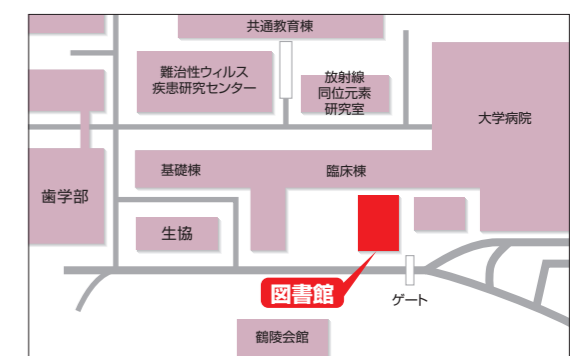 共通教育棟
難治性ウィルス
疾患研究センター
放射線
同位元素
研究室
大学病院
基礎棟
臨床棟
歯学部
生協
図書館
ゲート
鶴陵会館